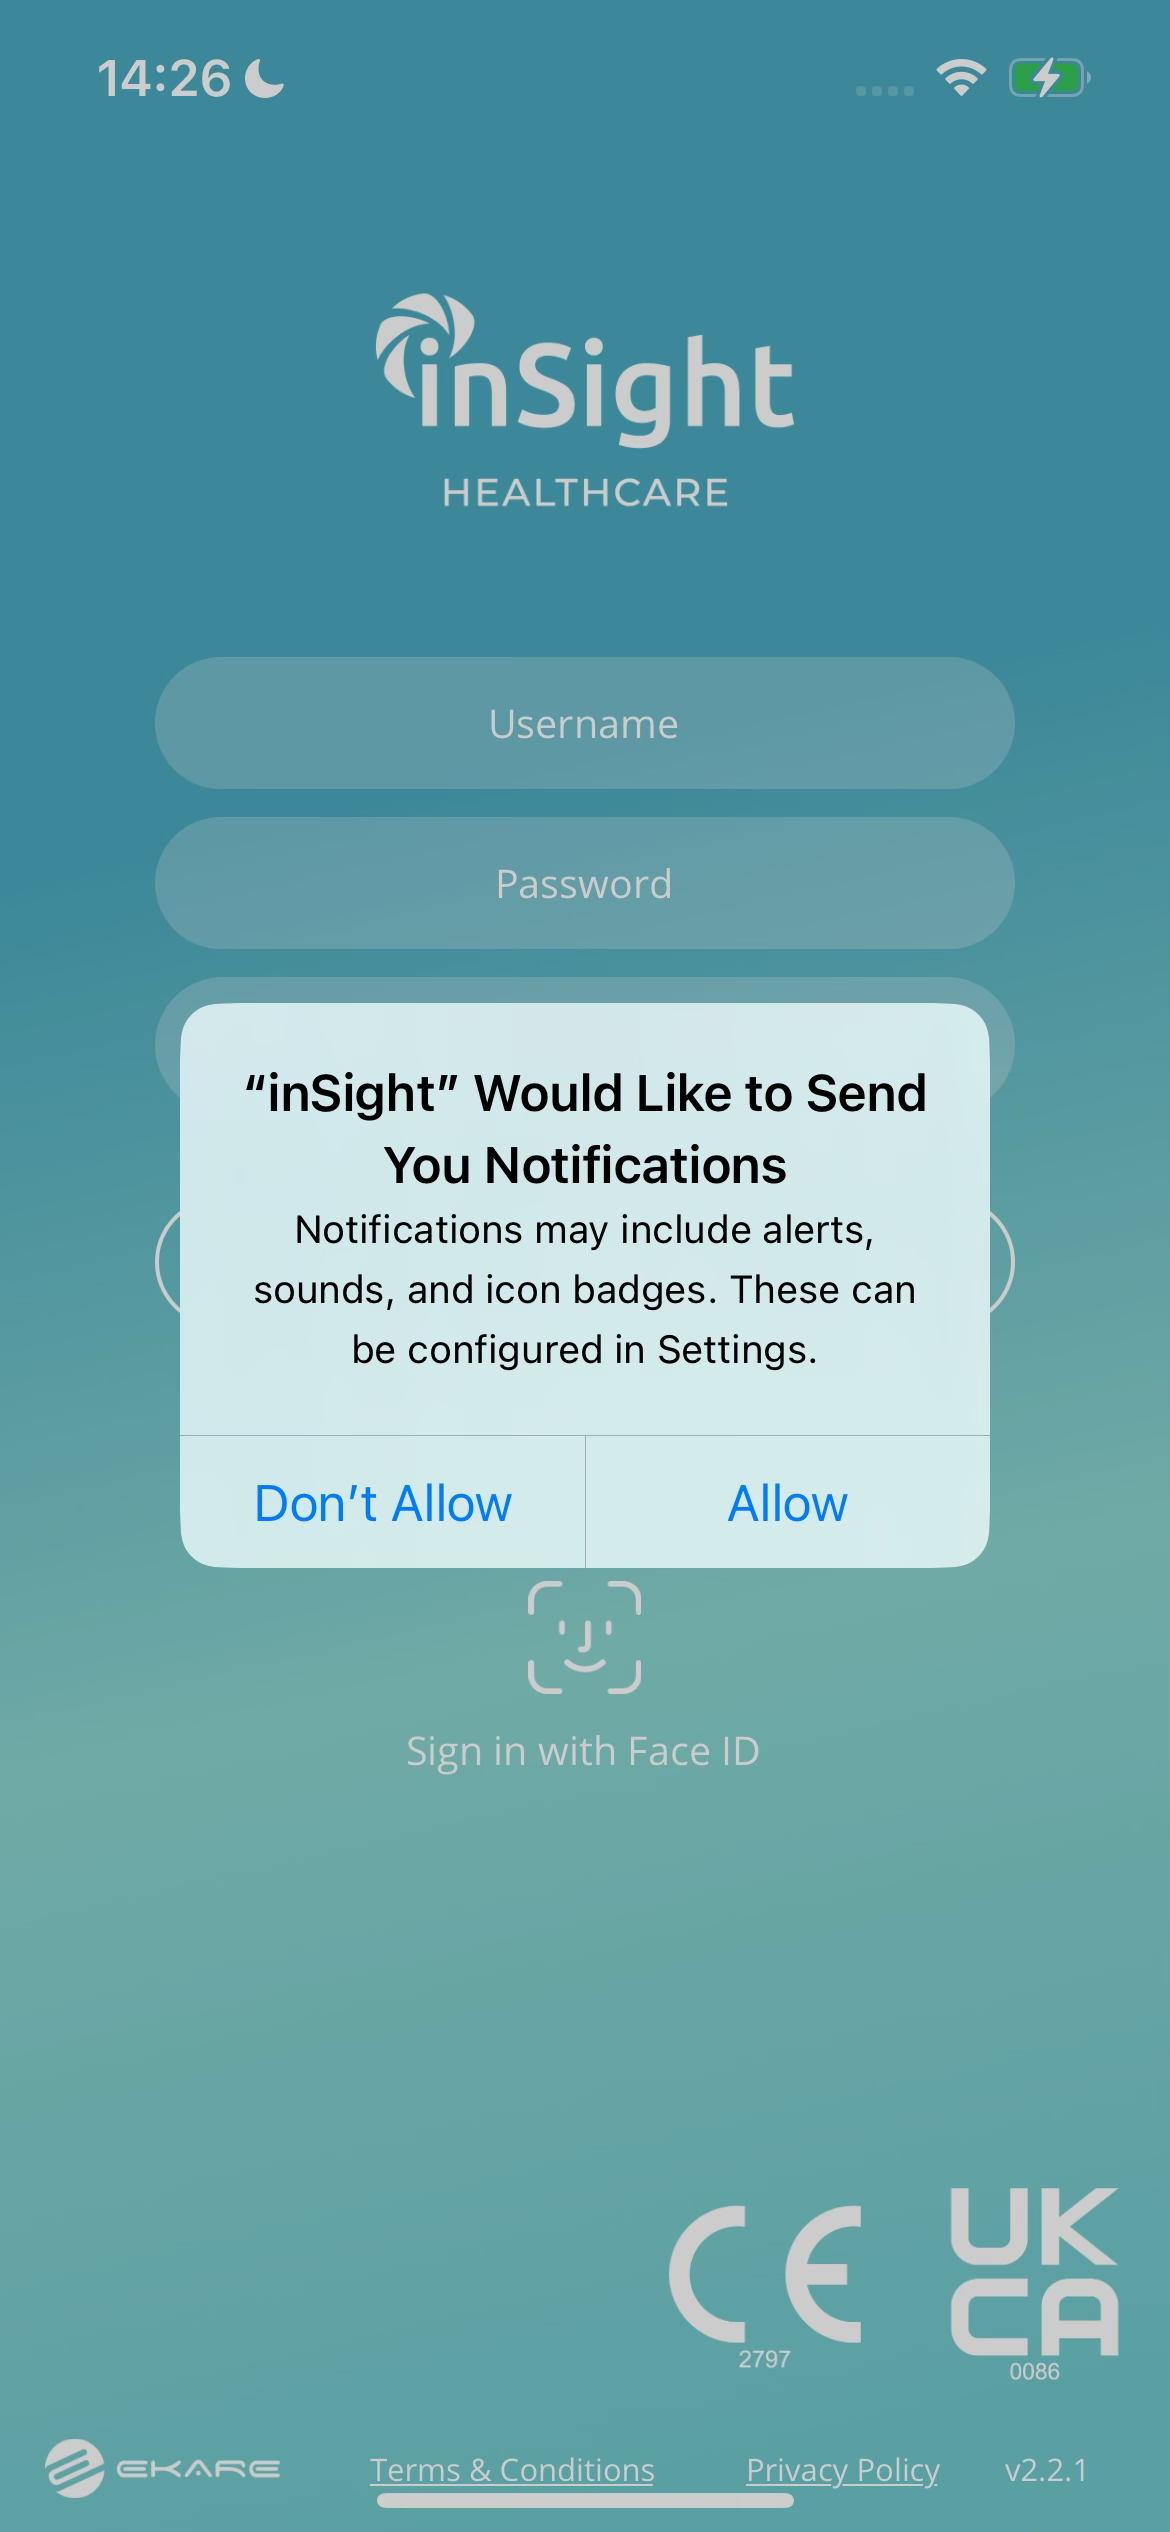 14:26
inSight
HEALTHCARE
Username
Password
“inSight” Would Like to Send
You Notifications
Notifications may include alerts,
sounds, and icon badges. These can
be configured in Settings.
Don’t Allow
Allow
Sign in with Face ID
CE
2797
UK
CA
0086
EKARE
Terms & Conditions
Privacy Policy
v2.2.1